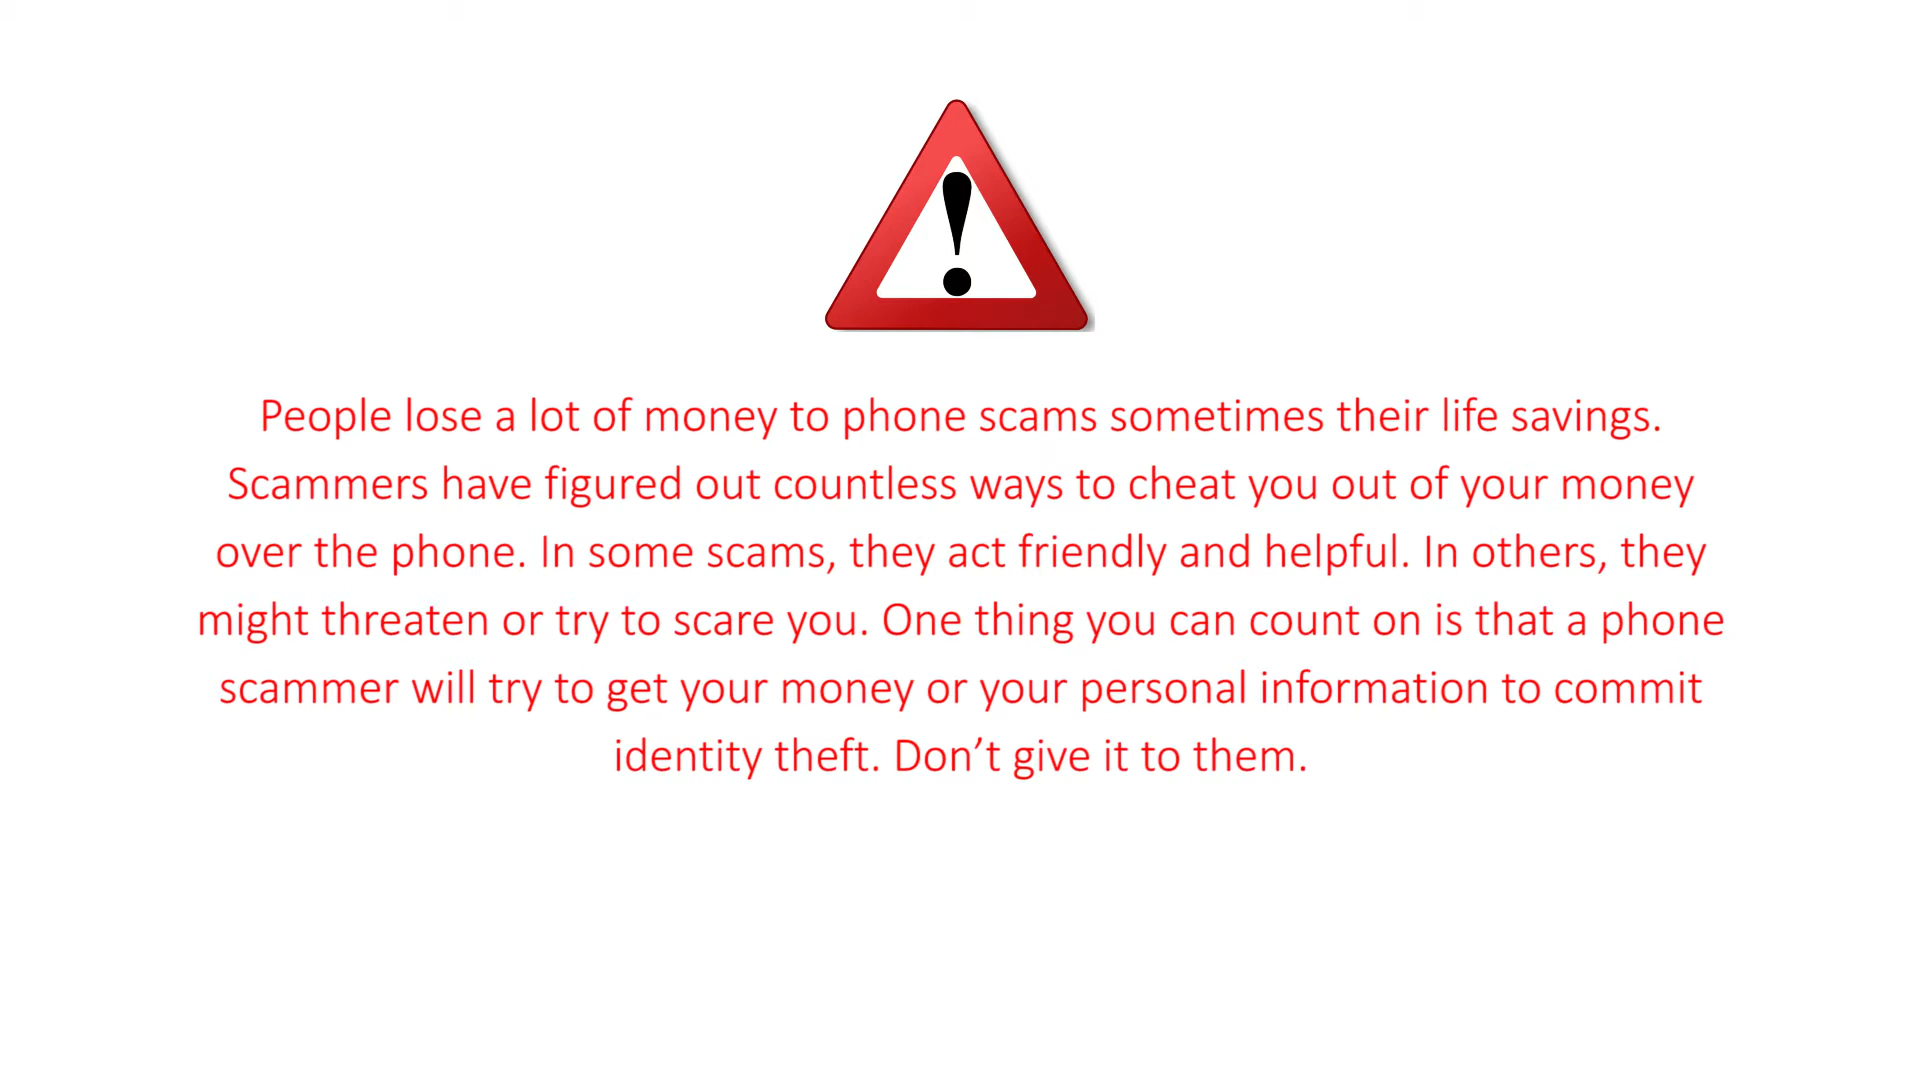 People lose a lot of money to phone scams sometimes their life savings.
Scammers have figured out countless ways to cheat you out of your money
over the phone. In some scams, they act friendly and helpful. In others, they
might threaten or try to scare you. One thing you can count on is that a phone
scammer will try to get your money or your personal information to commit
identity theft. Don’t give it to them.